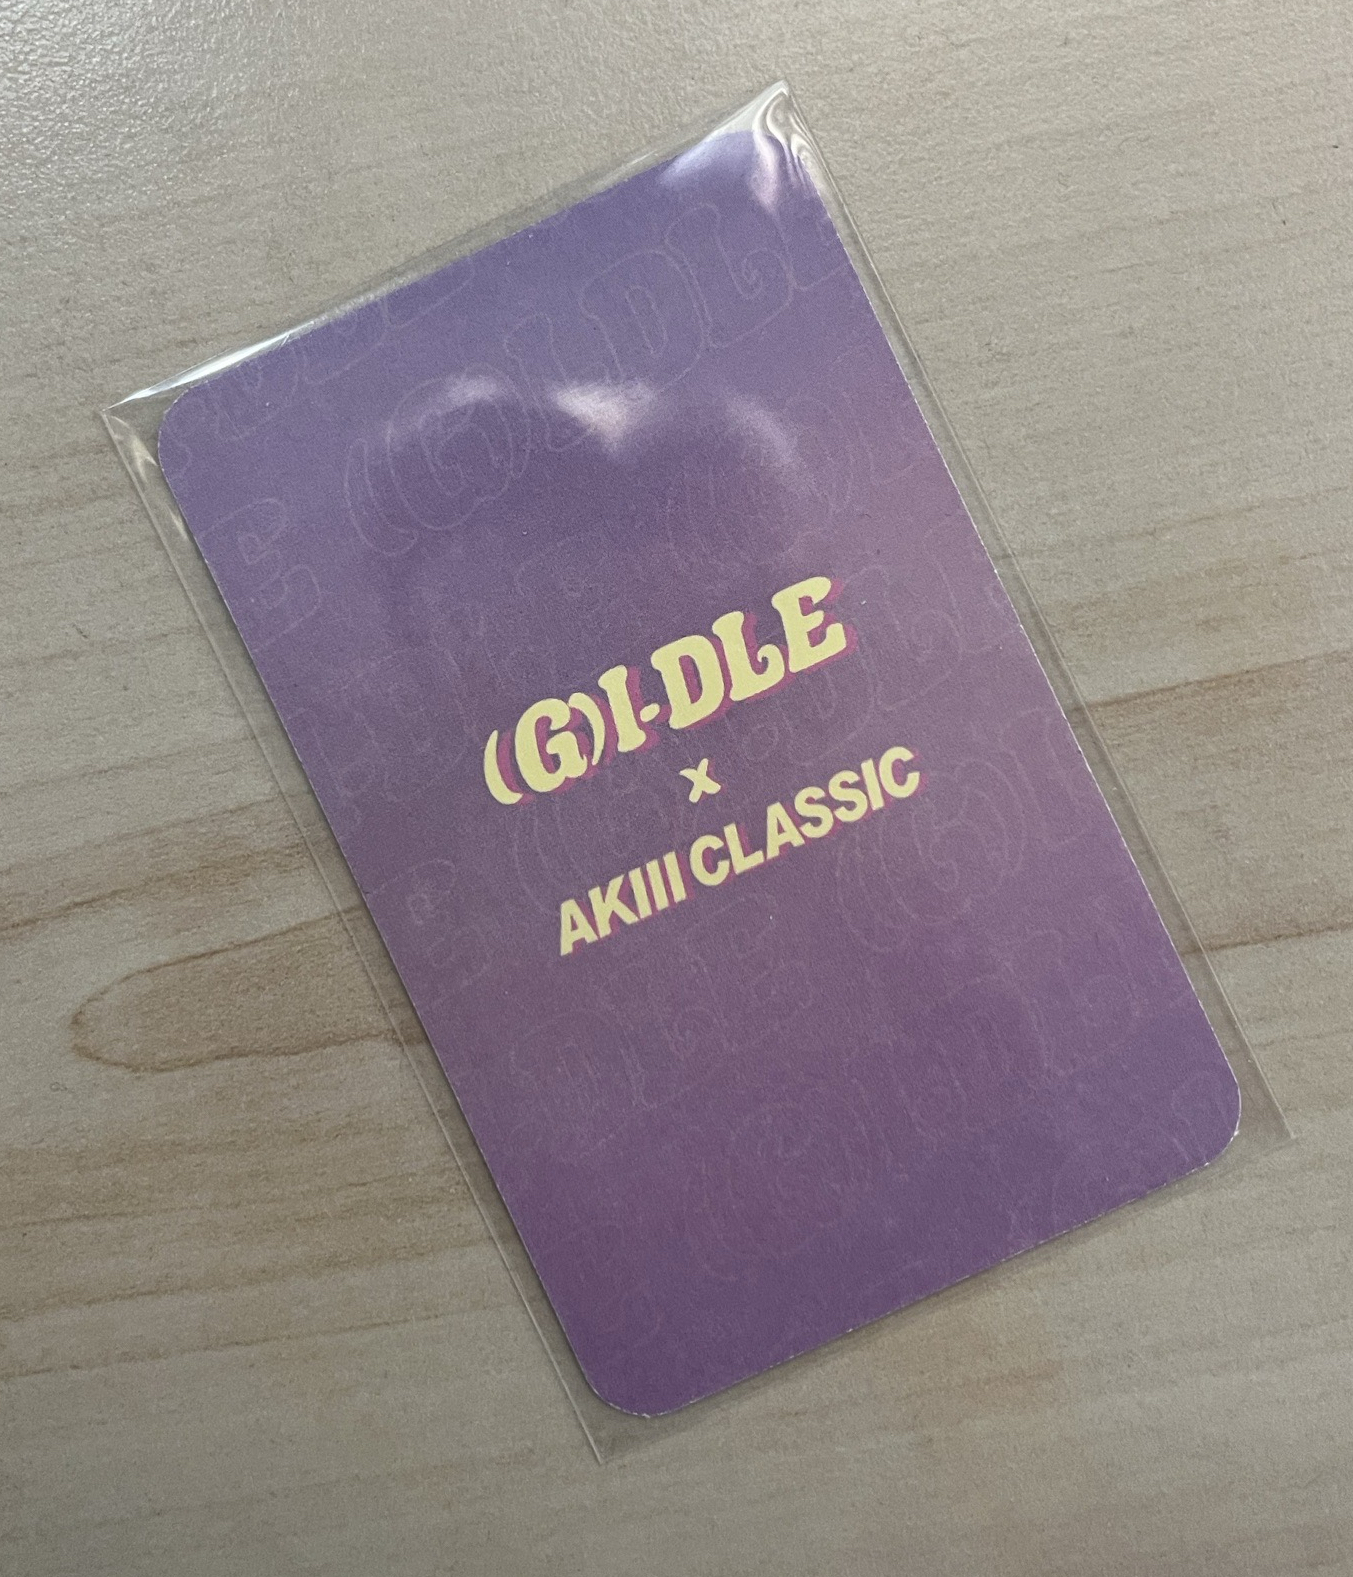 (G)I-DLE
x
AKIII CLASSIC